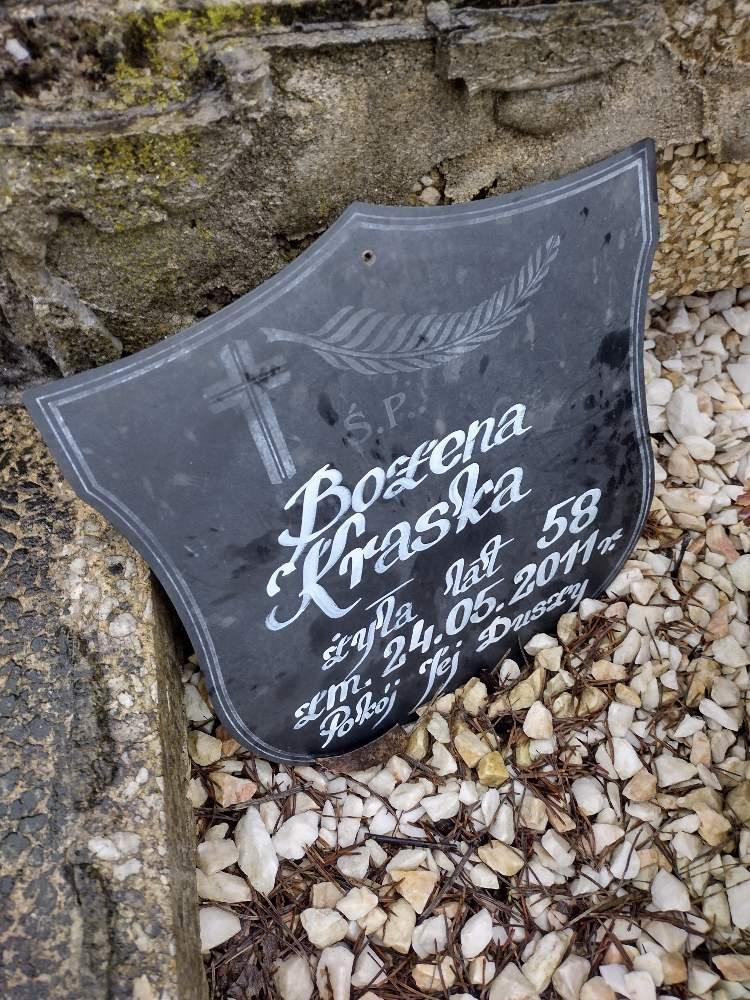 Ś.P.
Bożena
Kraska
żyła lat 58
zm. 24.05.2011r.
Pokój Jej Duszy